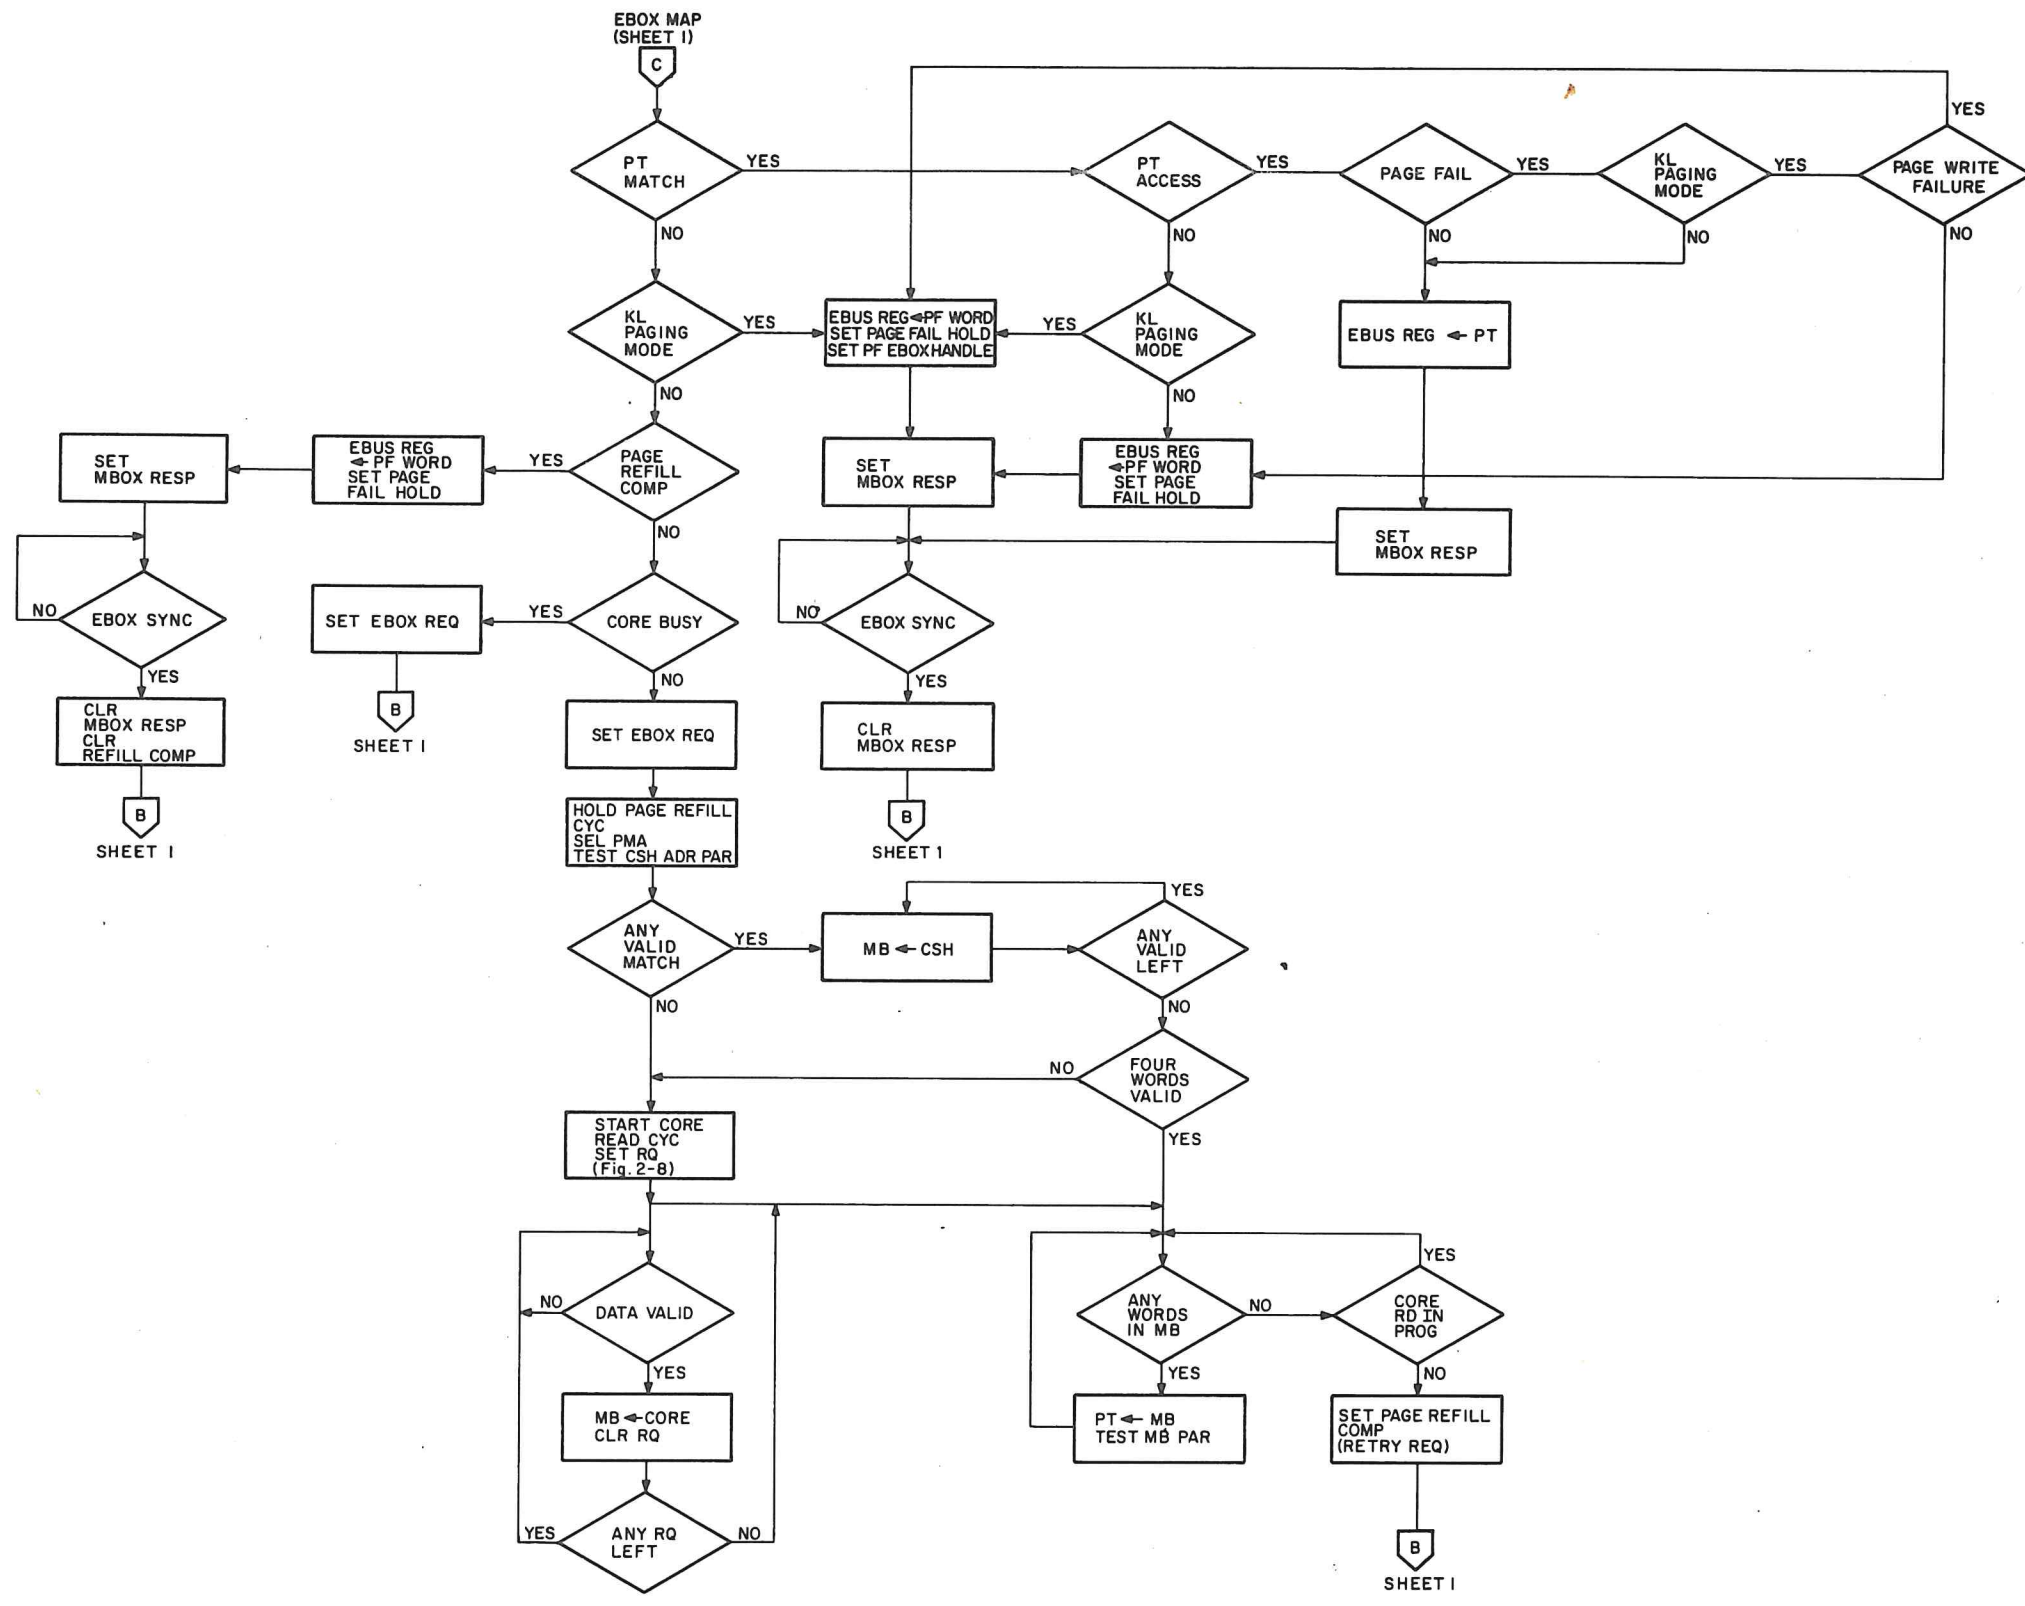 EBOX MAP
(SHEET 1)
C
PT
MATCH
YES
NO
PT
ACCESS
YES
NO
PAGE FAIL
YES
NO
KL
PAGING
MODE
YES
NO
PAGE WRITE
FAILURE
YES
NO
KL
PAGING
MODE
YES
NO
EBUS REG←PF WORD
SET PAGE FAIL HOLD
SET PF EBOX HANDLE
KL
PAGING
MODE
YES
NO
EBUS REG ← PT
SET
MBOX RESP
EBUS REG
← PF WORD
SET PAGE
FAIL HOLD
PAGE
REFILL
COMP
YES
NO
SET
MBOX RESP
EBUS REG
←PF WORD
SET PAGE
FAIL HOLD
SET
MBOX RESP
EBOX SYNC
NO
YES
SET EBOX REQ
CORE BUSY
YES
NO
EBOX SYNC
NO
YES
CLR
MBOX RESP
CLR
REFILL COMP
B
SHEET 1
B
SHEET 1
SET EBOX REQ
CLR
MBOX RESP
B
SHEET 1
HOLD PAGE REFILL
CYC
SEL PMA
TEST CSH ADR PAR
ANY
VALID
MATCH
YES
NO
MB ← CSH
ANY
VALID
LEFT
YES
NO
FOUR
WORDS
VALID
NO
YES
START CORE
READ CYC
SET RQ
(Fig. 2-8)
DATA VALID
NO
YES
MB ← CORE
CLR RQ
ANY RQ
LEFT
YES
NO
ANY
WORDS
IN MB
NO
YES
CORE
RD IN
PROG
YES
NO
PT ← MB
TEST MB PAR
SET PAGE REFILL
COMP
(RETRY REQ)
B
SHEET 1